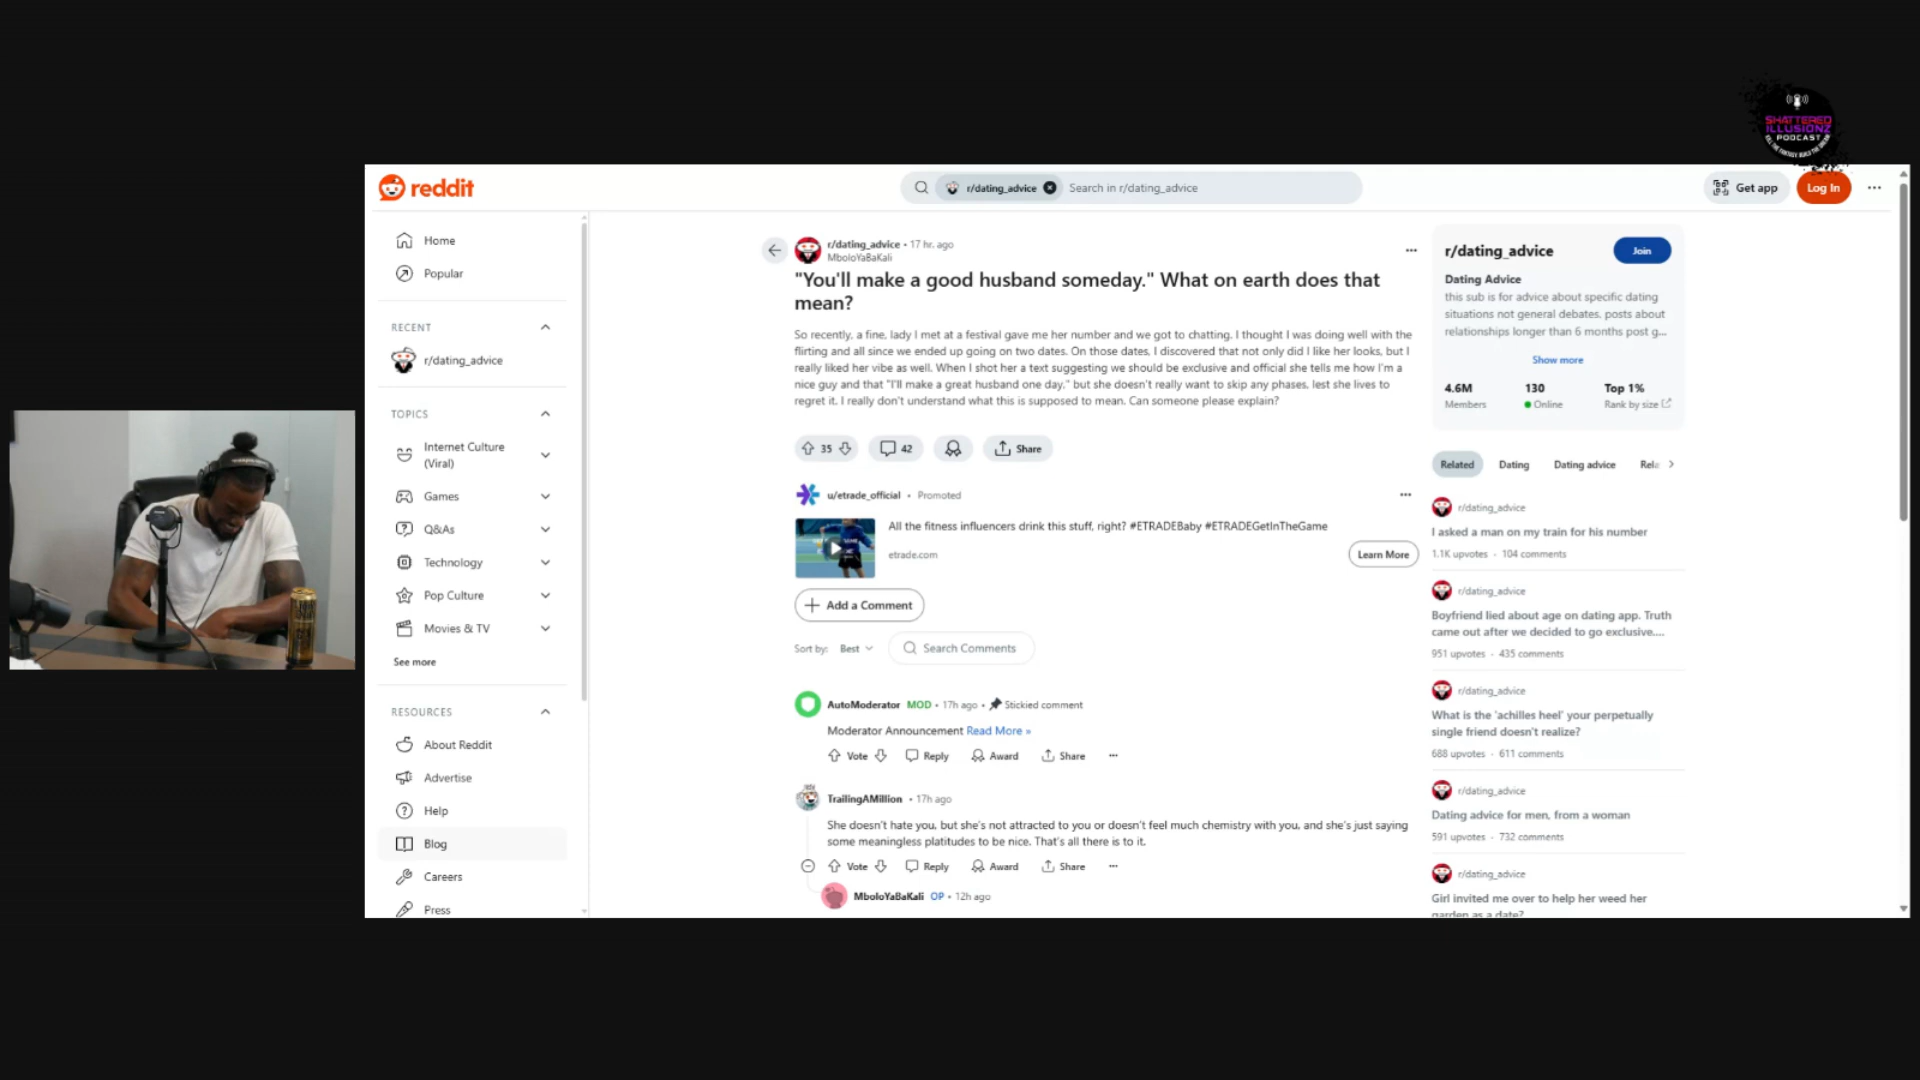 SHATTERED
ILLUSIONZ
PODCAST
reddit
r/dating_advice
Search in r/dating_advice
Get app
Log In
Home
Popular
RECENT
r/dating_advice
TOPICS
Internet Culture
(Viral)
Games
Q&As
Technology
Pop Culture
Movies & TV
See more
RESOURCES
About Reddit
Advertise
Help
Blog
Careers
Press
r/dating_advice • 17 hr. ago
MboloYaBaKali
"You'll make a good husband someday." What on earth does that
mean?
So recently, a fine, lady I met at a festival gave me her number and we got to chatting. I thought I was doing well with the
flirting and all since we ended up going on two dates. On those dates, I discovered that not only did I like her looks, but I
really liked her vibe as well. When I shot her a text suggesting we should be exclusive and official she tells me how I'm a
nice guy and that "I'll make a great husband one day," but she doesn't really want to skip any phases, lest she lives to
regret it. I really don't understand what this is supposed to mean. Can someone please explain?
35
42
Share
u/etrade_official • Promoted
All the fitness influencers drink this stuff, right? #ETRADEBaby #ETRADEGetInTheGame
etrade.com
Learn More
Add a Comment
Sort by: Best
Search Comments
AutoModerator MOD • 17h ago • Stickied comment
Moderator Announcement Read More »
Vote Reply Award Share
TrailingAMillion • 17h ago
She doesn't hate you, but she's not attracted to you or doesn't feel much chemistry with you, and she's just saying
some meaningless platitudes to be nice. That's all there is to it.
Vote Reply Award Share
MboloYaBaKali OP • 12h ago
r/dating_advice
Join
Dating Advice
this sub is for advice about specific dating
situations not general debates. posts about
relationships longer than 6 months post g...
Show more
4.6M 130 Top 1%
Members Online Rank by size
Related Dating Dating advice Rela
r/dating_advice
I asked a man on my train for his number
1.1K upvotes · 104 comments
r/dating_advice
Boyfriend lied about age on dating app. Truth
came out after we decided to go exclusive....
951 upvotes · 435 comments
r/dating_advice
What is the 'achilles heel' your perpetually
single friend doesn't realize?
688 upvotes · 611 comments
r/dating_advice
Dating advice for men, from a woman
591 upvotes · 732 comments
r/dating_advice
Girl invited me over to help her weed her
garden as a date?